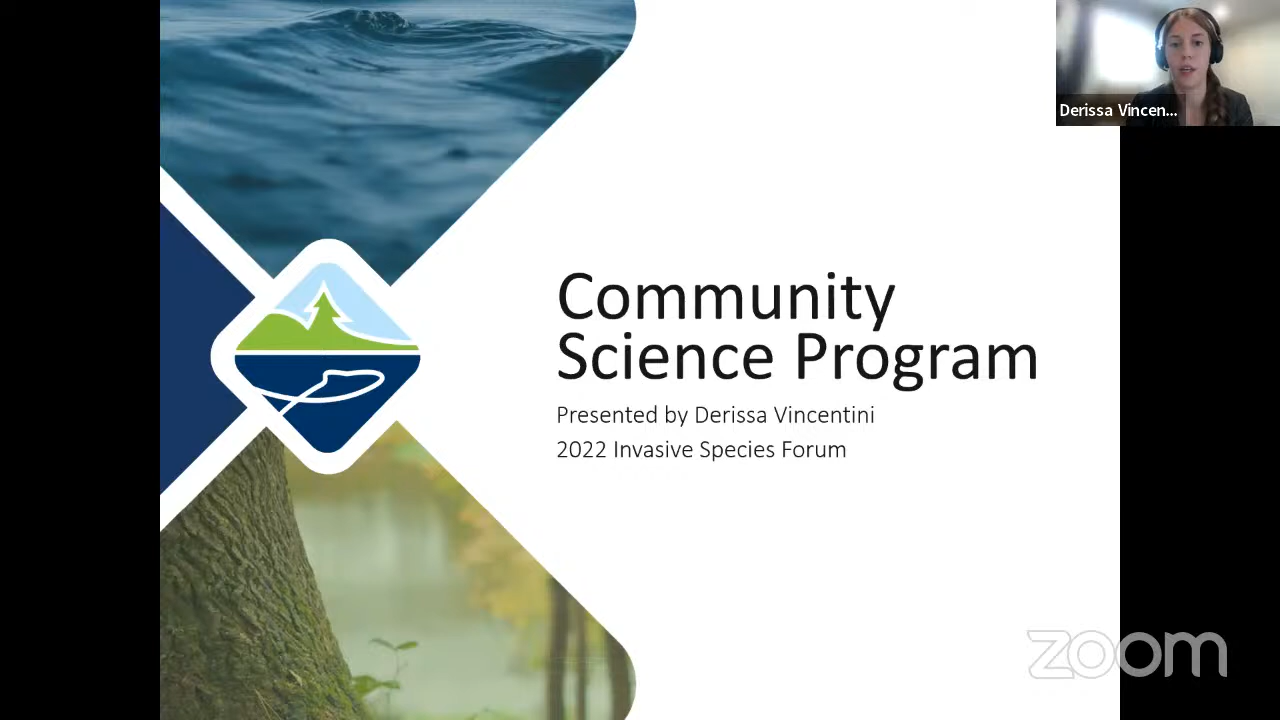 Derissa Vincen...
Community
Science Program
Presented by Derissa Vincentini
2022 Invasive Species Forum
zoom